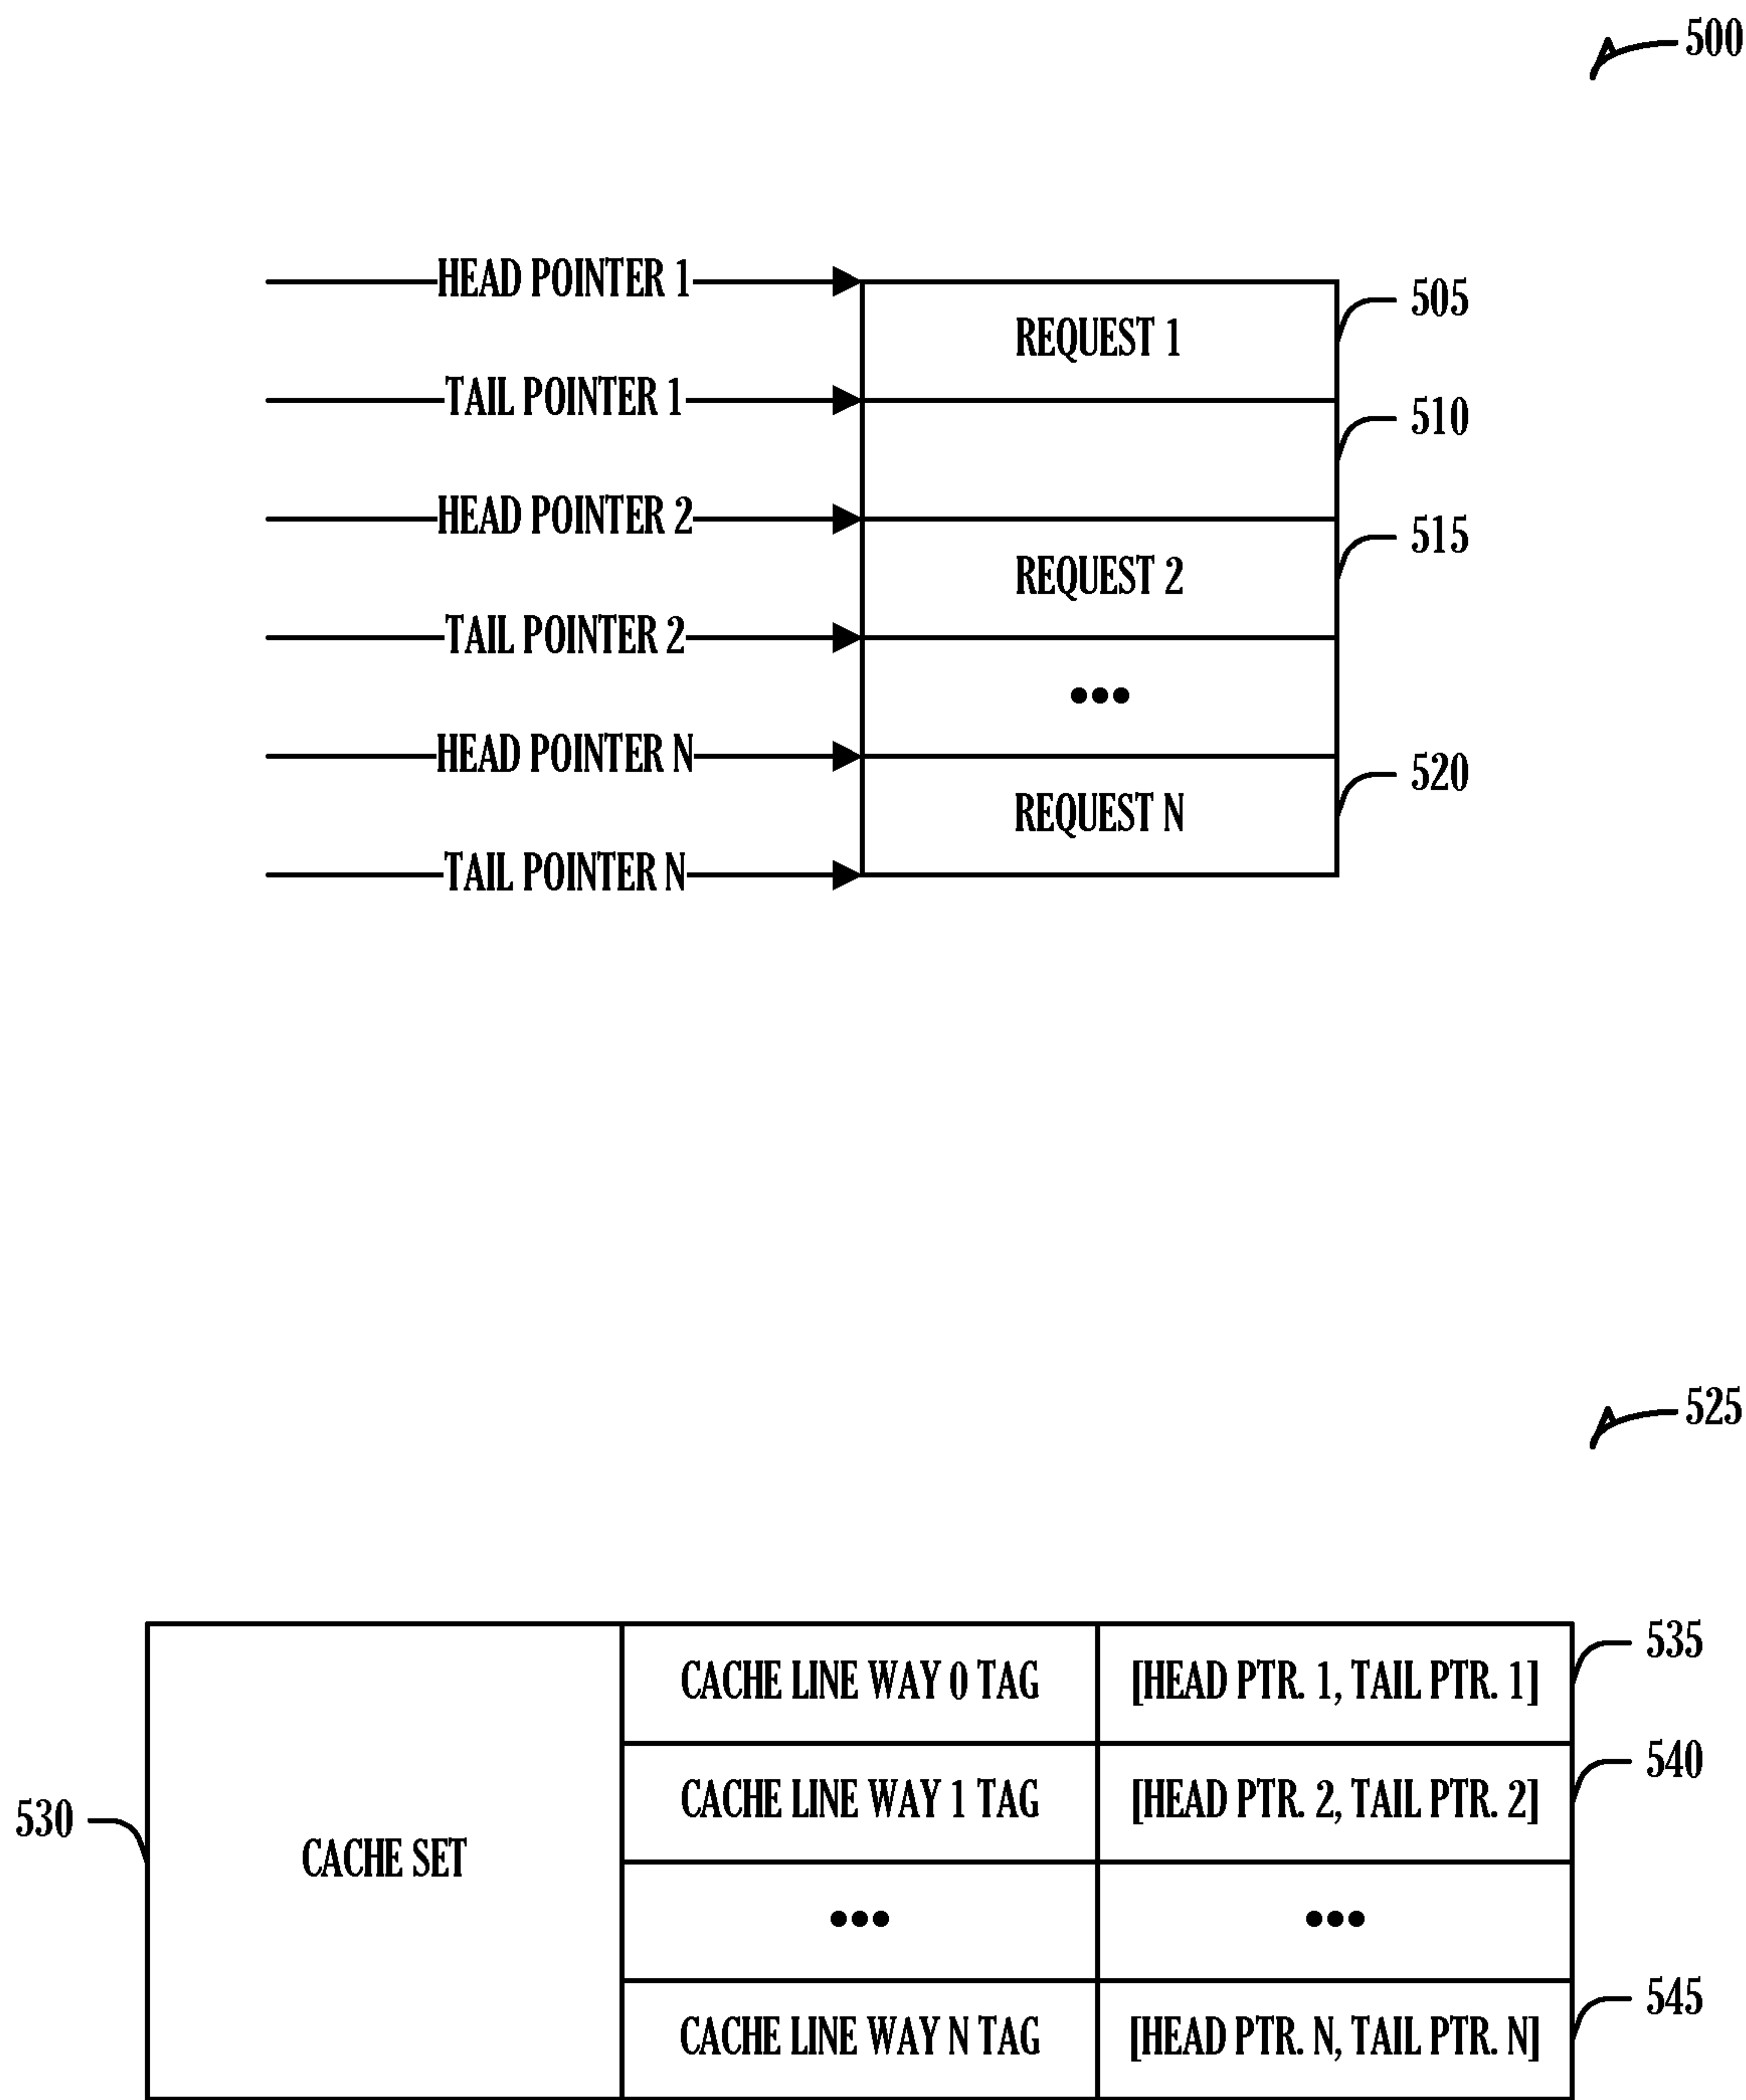 500
HEAD POINTER 1
505
REQUEST 1
TAIL POINTER 1
510
HEAD POINTER 2
515
REQUEST 2
TAIL POINTER 2
•••
HEAD POINTER N
520
REQUEST N
TAIL POINTER N
525
535
CACHE LINE WAY 0 TAG [HEAD PTR. 1, TAIL PTR. 1]
540
CACHE LINE WAY 1 TAG [HEAD PTR. 2, TAIL PTR. 2]
530
CACHE SET
••• •••
545
CACHE LINE WAY N TAG [HEAD PTR. N, TAIL PTR. N]